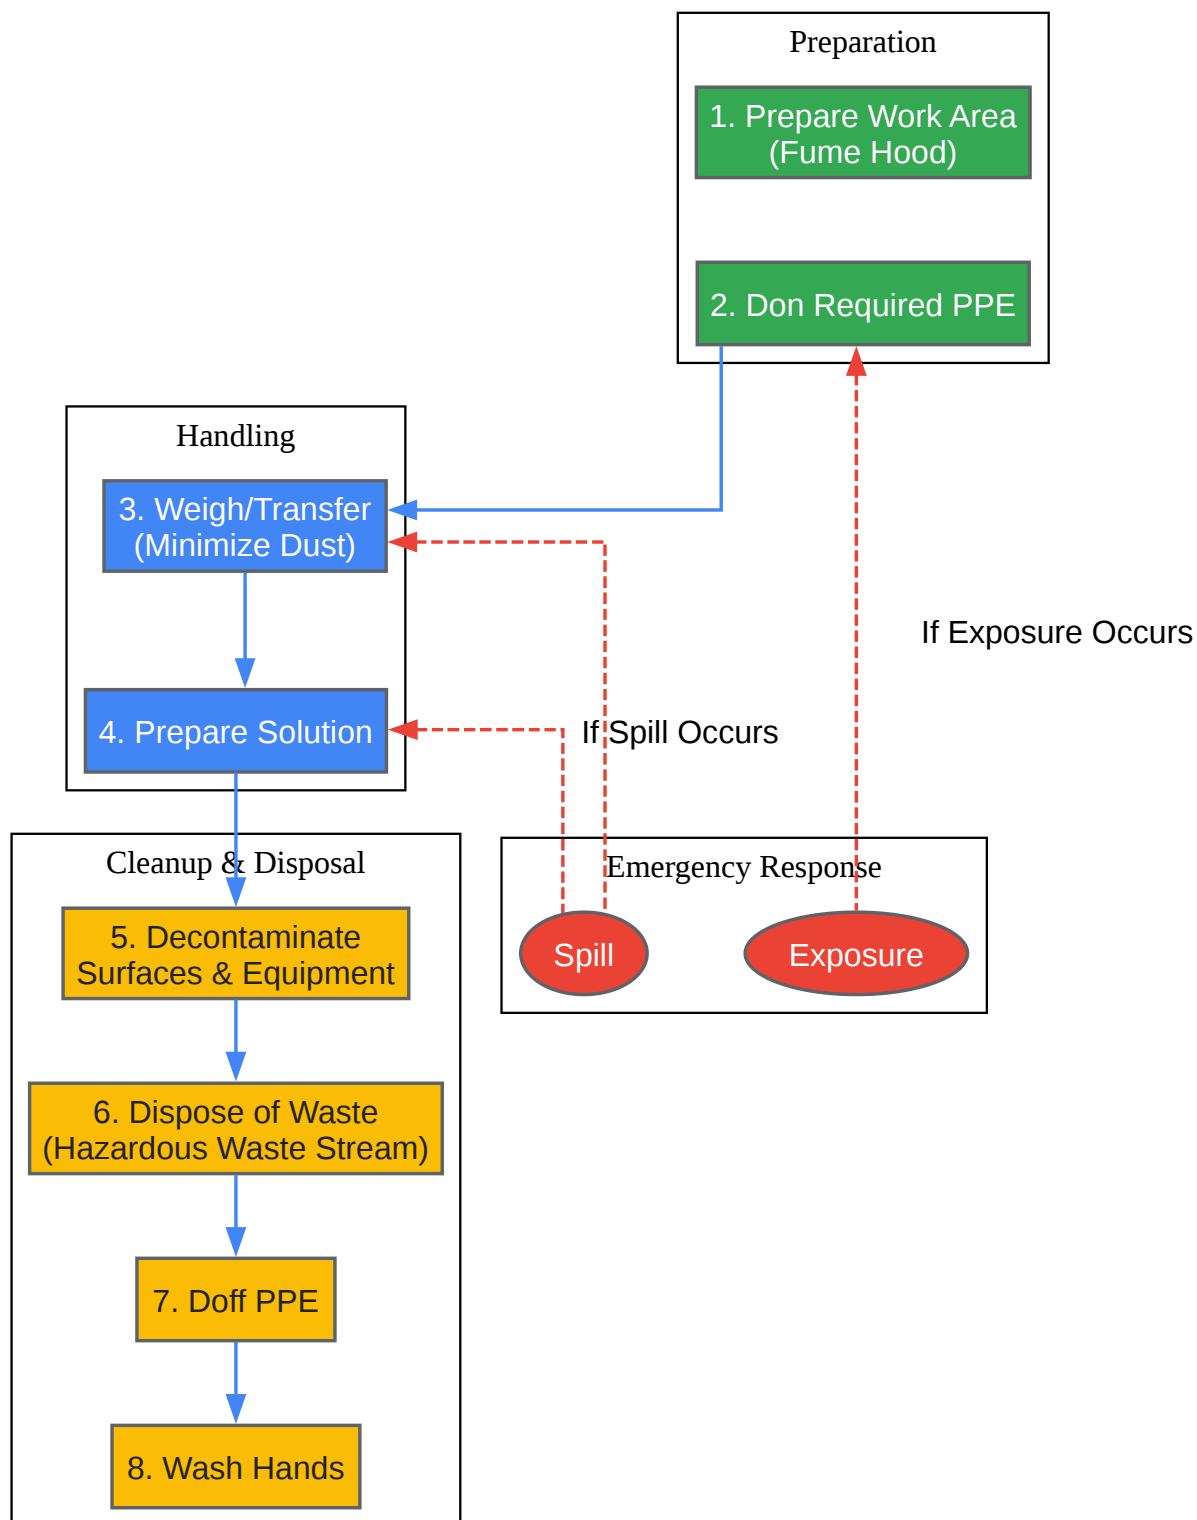 Preparation
1. Prepare Work Area
(Fume Hood)
2. Don Required PPE
Handling
3. Weigh/Transfer
(Minimize Dust)
4. Prepare Solution
If Spill Occurs
If Exposure Occurs
Cleanup & Disposal
5. Decontaminate
Surfaces & Equipment
6. Dispose of Waste
(Hazardous Waste Stream)
7. Doff PPE
8. Wash Hands
Emergency Response
Spill
Exposure